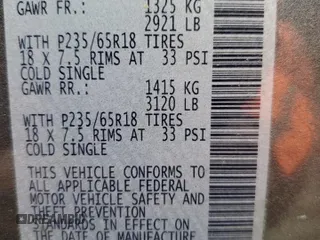 GAWR FR.: 1325 KG
2921 LB
WITH P235/65R18 TIRES
18 X 7.5 RIMS AT 33 PSI
COLD SINGLE
GAWR RR.: 1415 KG
3120 LB
WITH P235/65R18 TIRES
18 X 7.5 RIMS AT 33 PSI
COLD SINGLE
THIS VEHICLE CONFORMS TO
ALL APPLICABLE FEDERAL
MOTOR VEHICLE SAFETY AND
THEFT PREVENTION
STANDARDS IN EFFECT ON
THE DATE OF MANUFACTURE